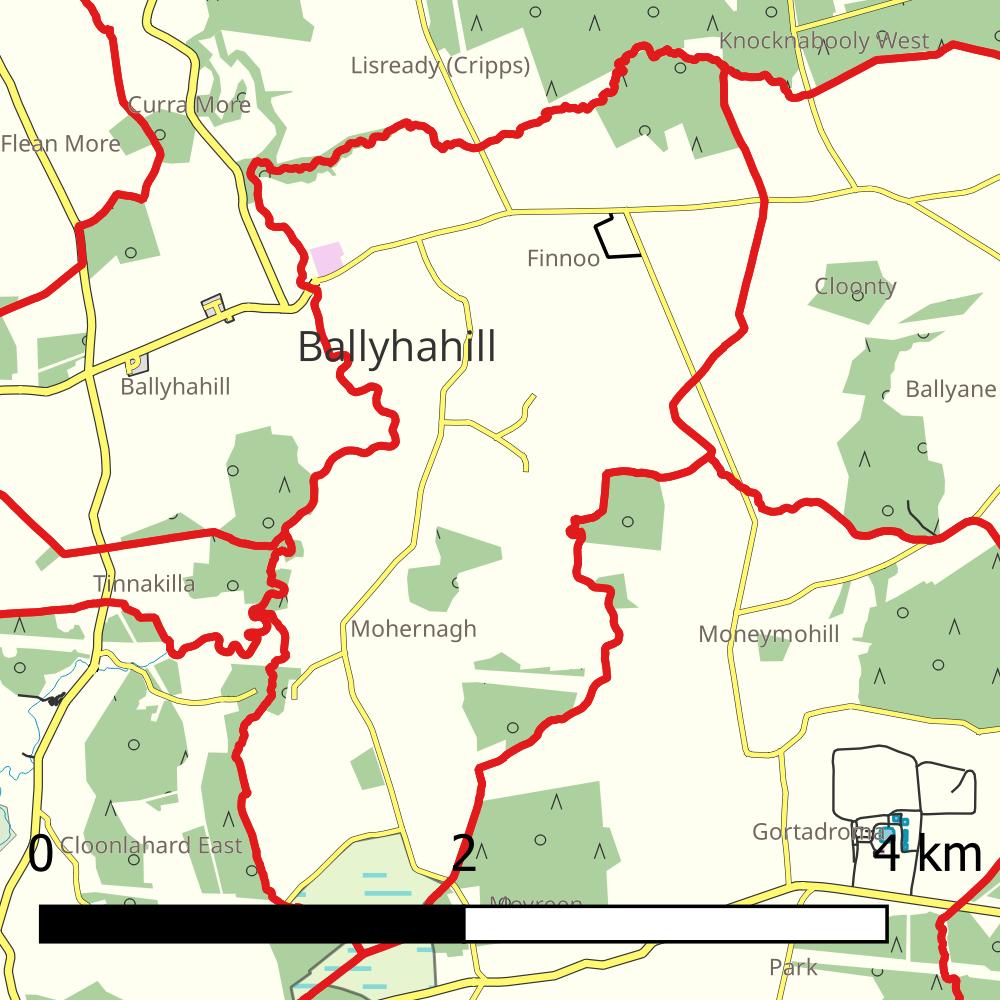 Knocknabooly West
Lisready (Cripps)
Curra More
Flean More
Finnoo
Cloonty
Ballyhahill
Ballyhahill
Ballyane
Tinnakilla
Mohernagh
Moneymohill
Gortadroma
Cloonlahard East
0 2 4 km
Moyreen
Park